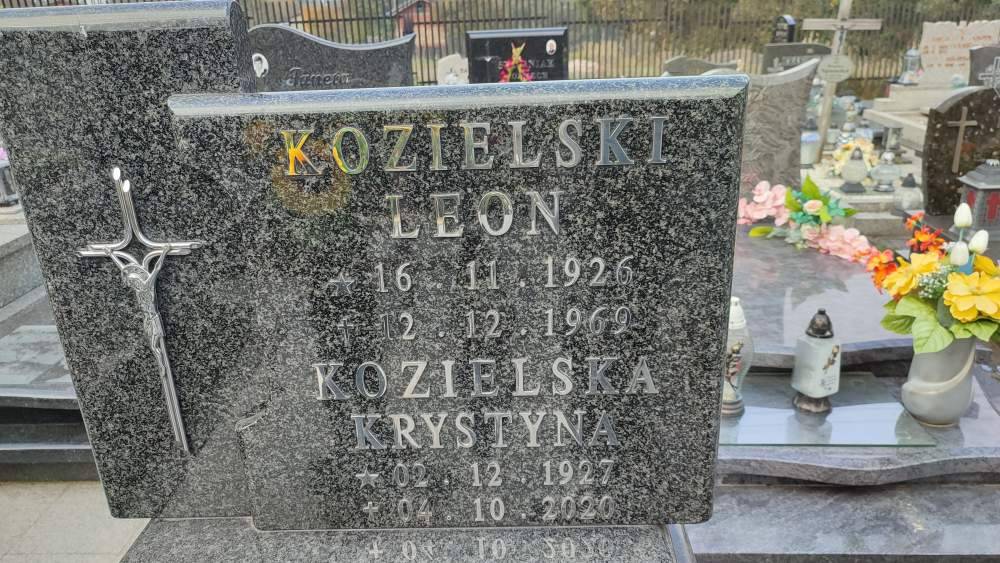 KOZIELSKI
LEON
★ 16 . 11 . 1926
✝ 12 . 12 . 1969
KOZIELSKA
KRYSTYNA
★ 02 . 12 . 1927
✝ 04 . 10 . 2020